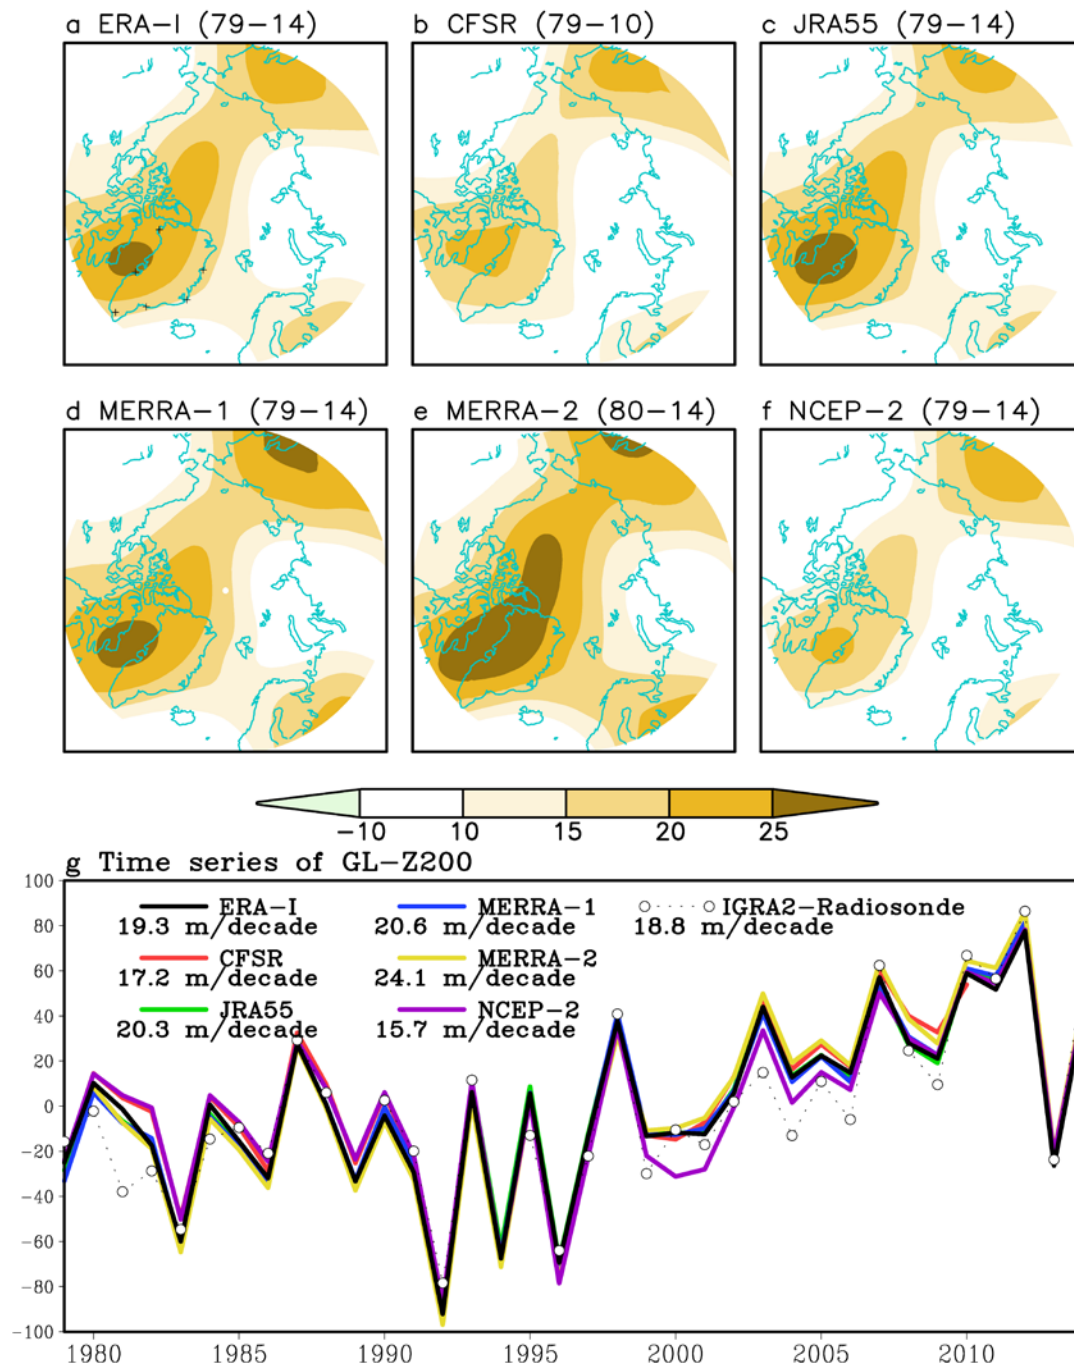 a ERA-I (79-14)
b CFSR (79-10)
c JRA55 (79-14)
d MERRA-1 (79-14)
e MERRA-2 (80-14)
f NCEP-2 (79-14)
-10 10 15 20 25
g Time series of GL-Z200
ERA-I
19.3 m/decade
CFSR
17.2 m/decade
JRA55
20.3 m/decade
MERRA-1
20.6 m/decade
MERRA-2
24.1 m/decade
NCEP-2
15.7 m/decade
IGRA2-Radiosonde
18.8 m/decade
100
80
60
40
20
0
-20
-40
-60
-80
-100
1980 1985 1990 1995 2000 2005 2010